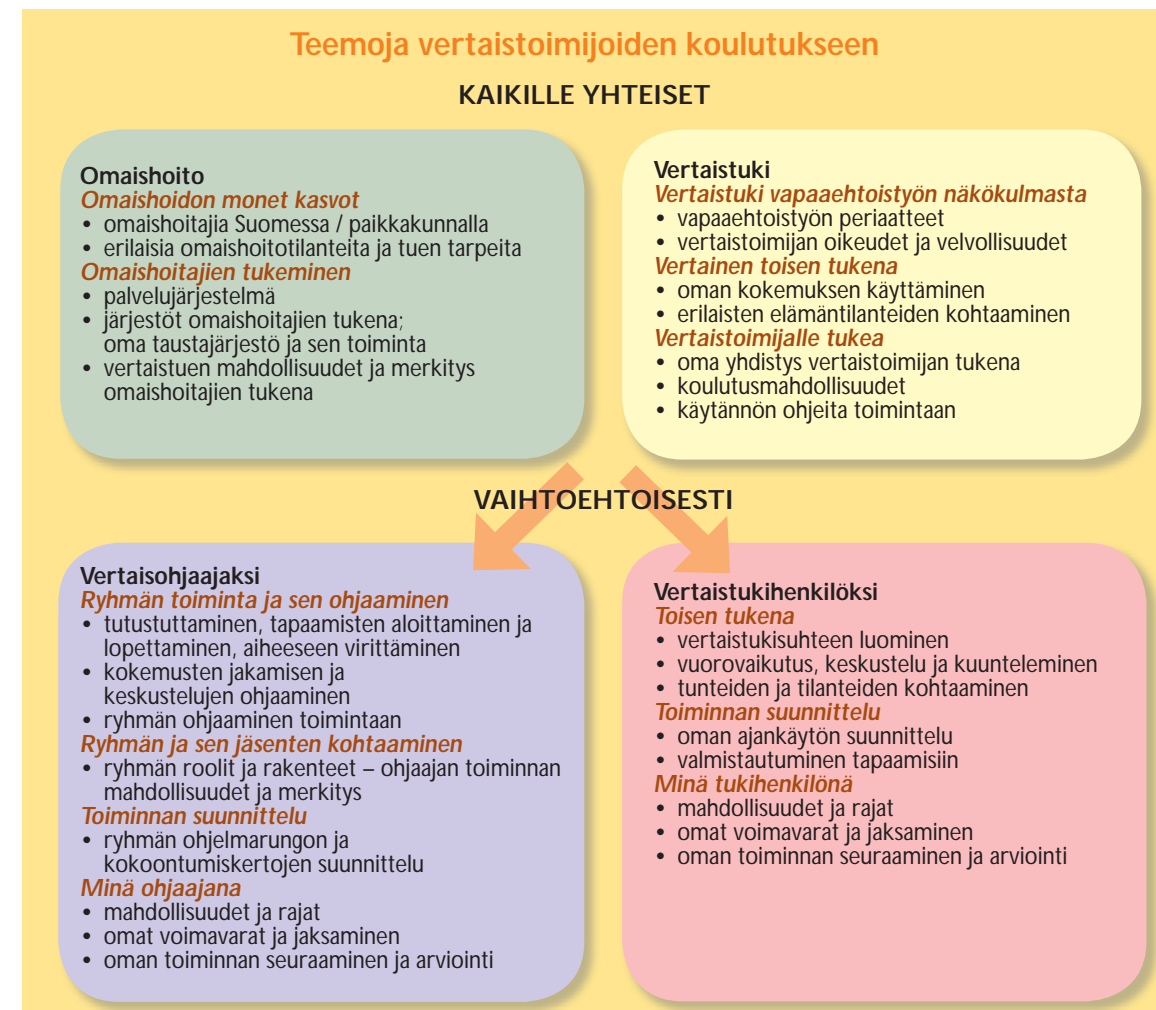 Teemoja vertaistoimijoiden koulutukseen
KAIKILLE YHTEISET
Omaishoito
Omaishoidon monet kasvot
• omaishoitajia Suomessa / paikkakunnalla
• erilaisia omaishoitotilanteita ja tuen tarpeita
Omaishoitajien tukeminen
• palvelujärjestelmä
• järjestöt omaishoitajien tukena;
oma taustajärjestö ja sen toiminta
• vertaistuen mahdollisuudet ja merkitys
omaishoitajien tukena
Vertaistuki
Vertaistuki vapaaehtoistyön näkökulmasta
• vapaaehtoistyön periaatteet
• vertaistoimijan oikeudet ja velvollisuudet
Vertainen toisen tukena
• oman kokemuksen käyttäminen
• erilaisten elämäntilanteiden kohtaaminen
Vertaistoimijalle tukea
• oma yhdistys vertaistoimijan tukena
• koulutusmahdollisuudet
• käytännön ohjeita toimintaan
VAIHTOEHTOISESTI
Vertaisohjaajaksi
Ryhmän toiminta ja sen ohjaaminen
• tutustuttaminen, tapaamisten aloittaminen ja
lopettaminen, aiheeseen virittäminen
• kokemusten jakamisen ja
keskustelujen ohjaaminen
• ryhmän ohjaaminen toimintaan
Ryhmän ja sen jäsenten kohtaaminen
• ryhmän roolit ja rakenteet – ohjaajan toiminnan
mahdollisuudet ja merkitys
Toiminnan suunnittelu
• ryhmän ohjelmarungon ja
kokoontumiskertojen suunnittelu
Minä ohjaajana
• mahdollisuudet ja rajat
• omat voimavarat ja jaksaminen
• oman toiminnan seuraaminen ja arviointi
Vertaistukihenkilöksi
Toisen tukena
• vertaistukisuhteen luominen
• vuorovaikutus, keskustelu ja kuunteleminen
• tunteiden ja tilanteiden kohtaaminen
Toiminnan suunnittelu
• oman ajankäytön suunnittelu
• valmistautuminen tapaamisiin
Minä tukihenkilönä
• mahdollisuudet ja rajat
• omat voimavarat ja jaksaminen
• oman toiminnan seuraaminen ja arviointi